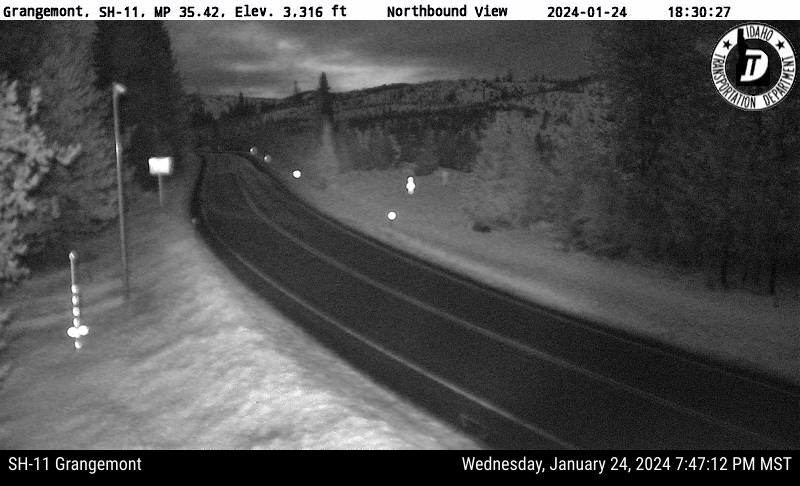 Grangemont, SH-11, MP 35.42, Elev. 3,316 ft Northbound View 2024-01-24 18:30:27
IDAHO
TRANSPORTATION DEPARTMENT
SH-11 Grangemont Wednesday, January 24, 2024 7:47:12 PM MST